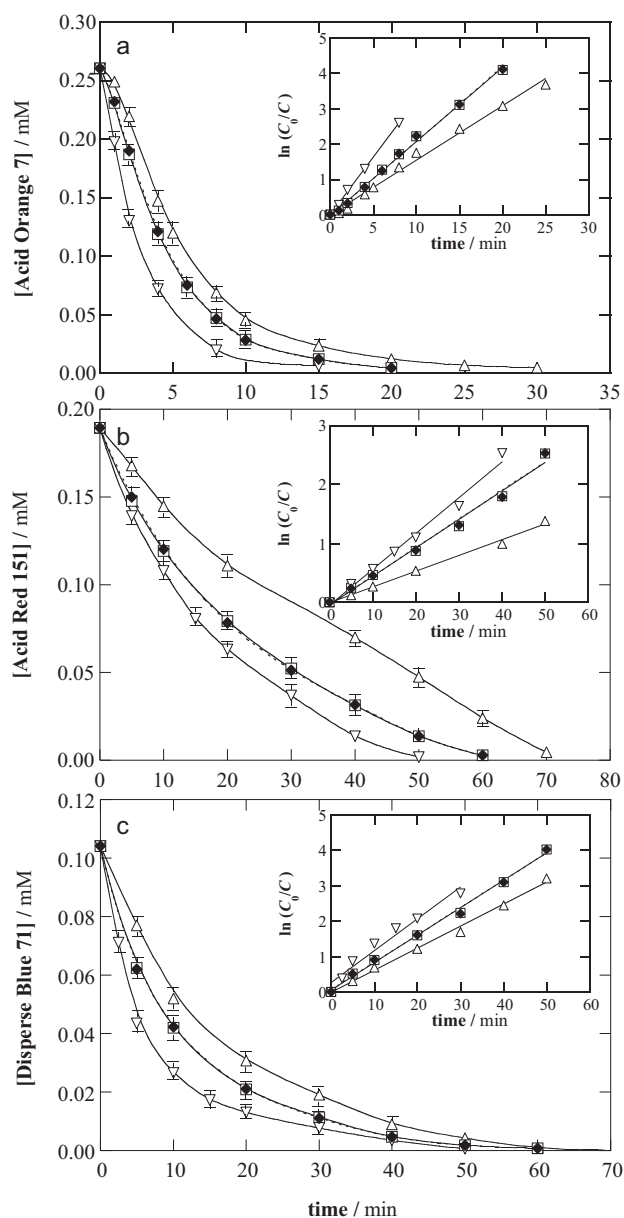 a
[Acid Orange 7] / mM
0.30
0.25
0.20
0.15
0.10
0.05
0.00
0 5 10 15 20 25 30 35
ln (C0/C)
5
4
3
2
1
0
0 5 10 15 20 25 30
time / min
b
[Acid Red 151] / mM
0.20
0.15
0.10
0.05
0.00
0 10 20 30 40 50 60 70 80
ln (C0/C)
3
2
1
0
0 10 20 30 40 50 60
time / min
c
[Disperse Blue 71] / mM
0.12
0.10
0.08
0.06
0.04
0.02
0.00
0 10 20 30 40 50 60 70
ln (C0/C)
5
4
3
2
1
0
0 10 20 30 40 50 60
time / min
time / min